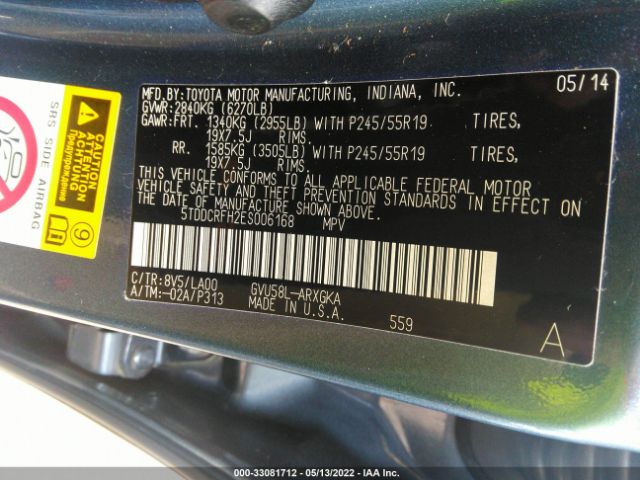 MFD.BY:TOYOTA MOTOR MANUFACTURING, INDIANA, INC. 05/14
GVWR:2840KG (6270LB)
GAWR:FRT. 1340KG (2955LB) WITH P245/55R19 TIRES,
19X7.5J RIMS.
RR. 1585KG (3505LB) WITH P245/55R19 TIRES,
19X7.5J RIMS.
THIS VEHICLE CONFORMS TO ALL APPLICABLE FEDERAL MOTOR
VEHICLE SAFETY AND THEFT PREVENTION STANDARDS IN EFFECT ON
THE DATE OF MANUFACTURE SHOWN ABOVE.
5TDDCRFH2ES006168 MPV
C/TR:8V5/LA00 GVU58L-ARXGKA
A/TM:-02A/P313 MADE IN U.S.A.
559
A
CAUTION
ATTENTION
ACHTUNG
Предупреждение
SRS SIDE AIRBAG
9
000-33081712 - 05/13/2022 - IAAI.COM